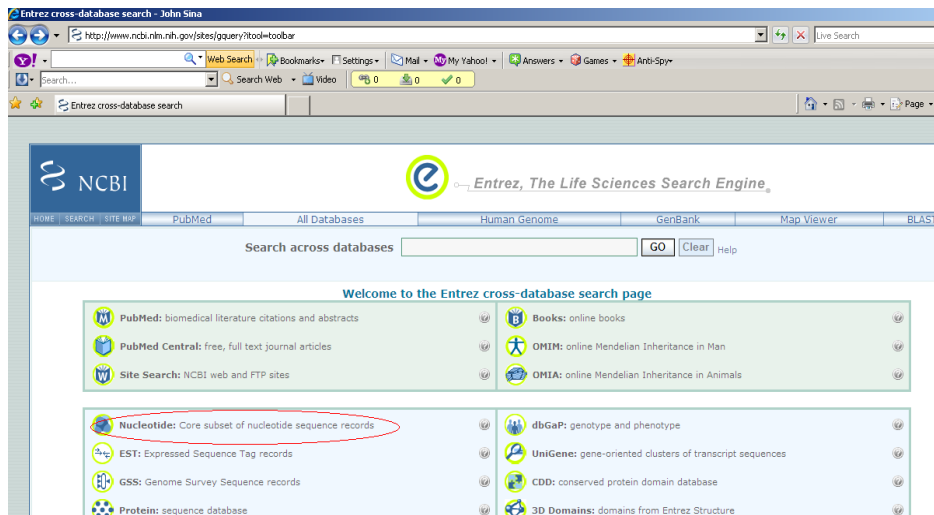 Entrez cross-database search - John Sina
http://www.ncbi.nlm.nih.gov/sites/gquery?itool=toolbar
Live Search
Y! Web Search Bookmarks Settings Mail My My Yahoo! Answers Games Anti-Spy
Search... Search Web Video 0 0 0
Entrez cross-database search
Page
NCBI
e Entrez, The Life Sciences Search Engine
HOME | SEARCH | SITE MAP PubMed All Databases Human Genome GenBank Map Viewer BLAST
Search across databases GO Clear Help
Welcome to the Entrez cross-database search page
PubMed: biomedical literature citations and abstracts
Books: online books
PubMed Central: free, full text journal articles
OMIM: online Mendelian Inheritance in Man
Site Search: NCBI web and FTP sites
OMIA: online Mendelian Inheritance in Animals
Nucleotide: Core subset of nucleotide sequence records
dbGaP: genotype and phenotype
EST: Expressed Sequence Tag records
UniGene: gene-oriented clusters of transcript sequences
GSS: Genome Survey Sequence records
CDD: conserved protein domain database
Protein: sequence database
3D Domains: domains from Entrez Structure